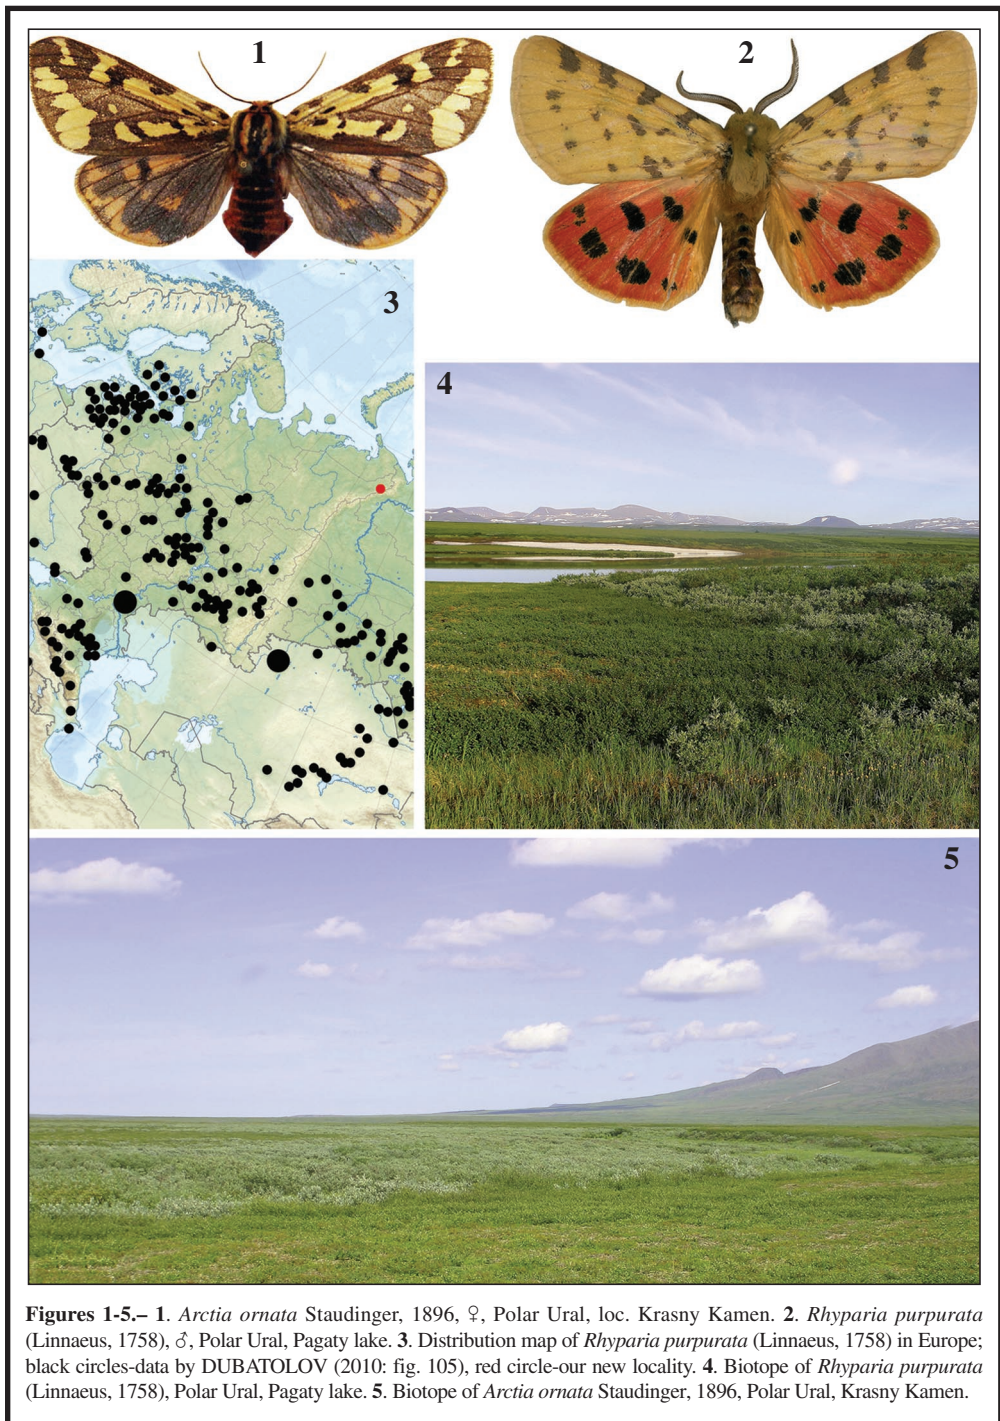 1
2
3
4
5
Figures 1-5.– 1. Arctia ornata Staudinger, 1896, ♀, Polar Ural, loc. Krasny Kamen. 2. Rhyparia purpurata
(Linnaeus, 1758), ♂, Polar Ural, Pagaty lake. 3. Distribution map of Rhyparia purpurata (Linnaeus, 1758) in Europe;
black circles-data by DUBATOLOV (2010: fig. 105), red circle-our new locality. 4. Biotope of Rhyparia purpurata
(Linnaeus, 1758), Polar Ural, Pagaty lake. 5. Biotope of Arctia ornata Staudinger, 1896, Polar Ural, Krasny Kamen.